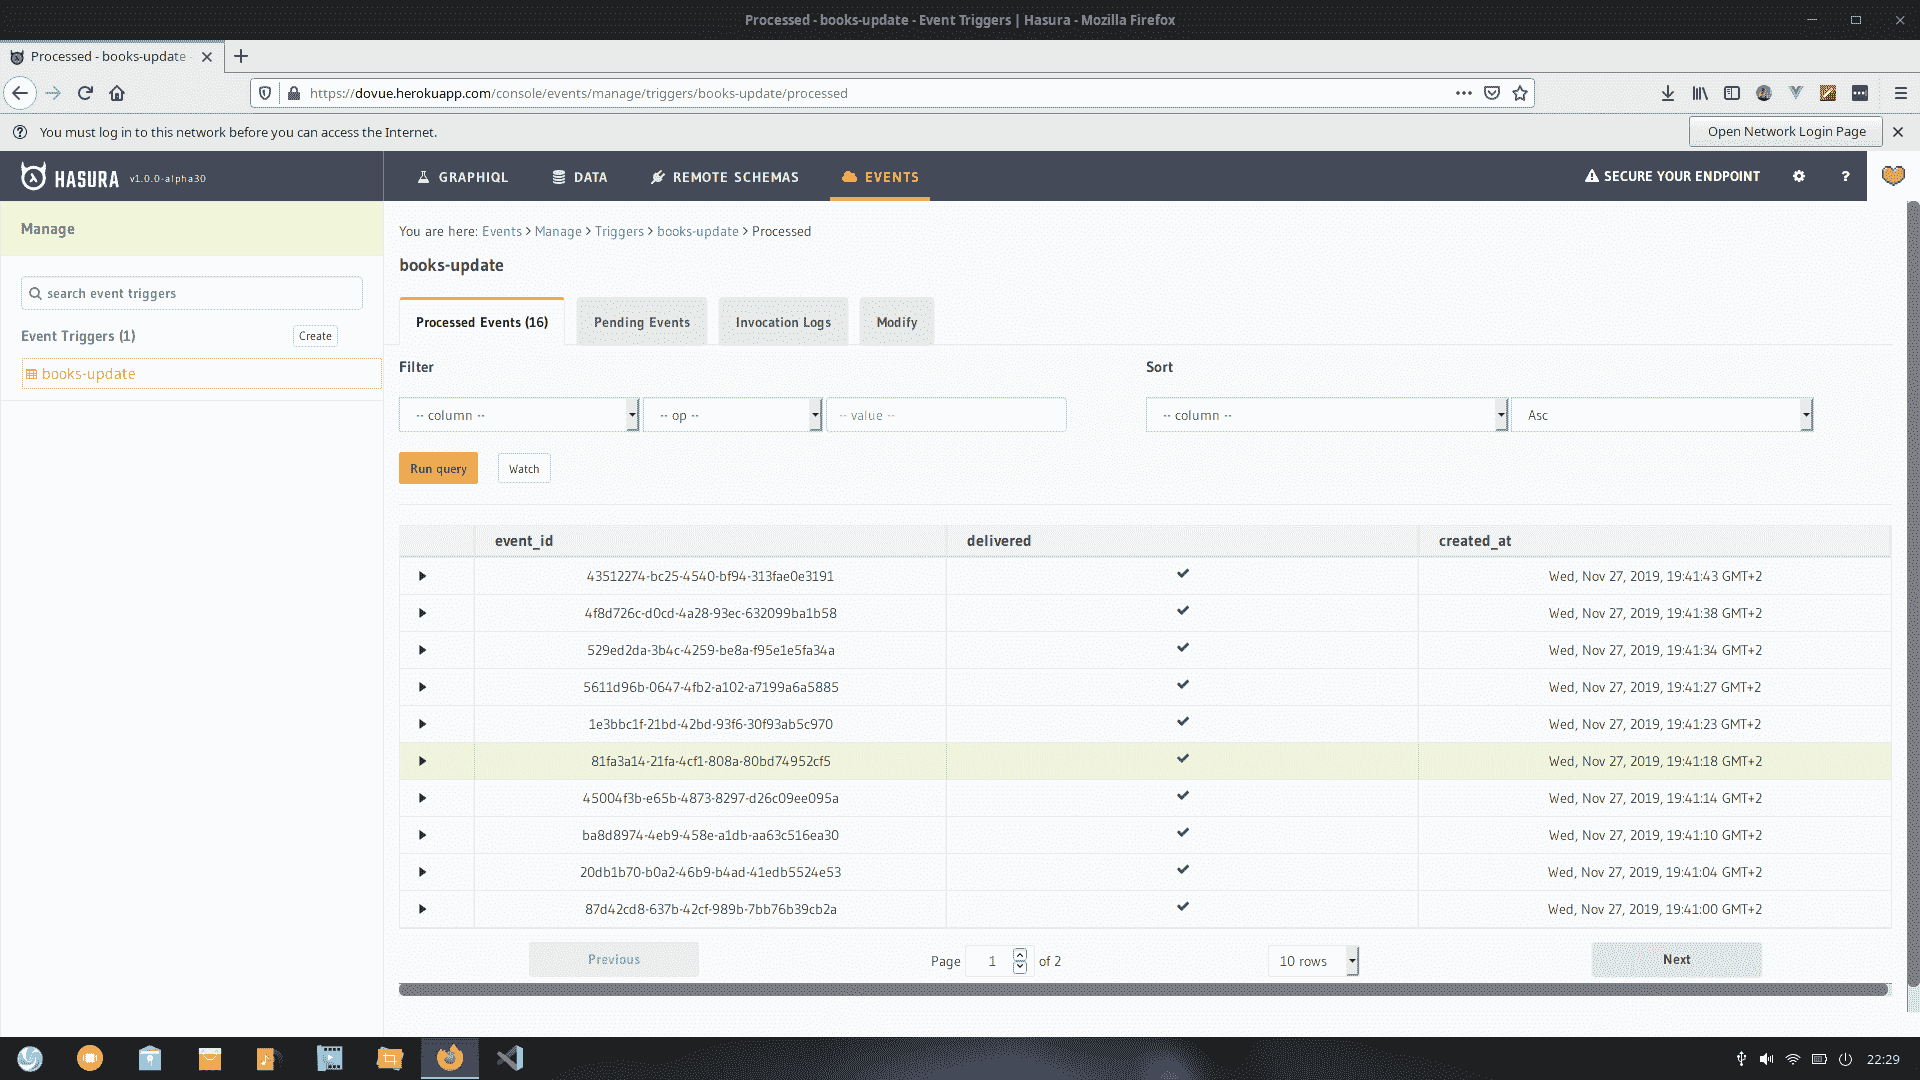 Processed - books-update - Event Triggers | Hasura - Mozilla Firefox
Processed - books-update
https://dovue.herokuapp.com/console/events/manage/triggers/books-update/processed
You must log in to this network before you can access the Internet.
Open Network Login Page
HASURA v1.0.0-alpha30
GRAPHIQL
DATA
REMOTE SCHEMAS
EVENTS
SECURE YOUR ENDPOINT
?
Manage
search event triggers
Event Triggers (1)
Create
books-update
You are here: Events > Manage > Triggers > books-update > Processed
books-update
Processed Events (16)
Pending Events
Invocation Logs
Modify
Filter
Sort
-- column --
-- op --
-- value --
-- column --
Asc
Run query
Watch
event_id delivered created_at
43512274-bc25-4540-bf94-313fae0e3191 Wed, Nov 27, 2019, 19:41:43 GMT+2
4f8d726c-d0cd-4a28-93ec-632099ba1b58 Wed, Nov 27, 2019, 19:41:38 GMT+2
529ed2da-3b4c-4259-be8a-f95e1e5fa34a Wed, Nov 27, 2019, 19:41:34 GMT+2
5611d96b-0647-4fb2-a102-a7199a6a5885 Wed, Nov 27, 2019, 19:41:27 GMT+2
1e3bbc1f-21bd-42bd-93f6-30f93ab5c970 Wed, Nov 27, 2019, 19:41:23 GMT+2
81fa3a14-21fa-4cf1-808a-80bd74952cf5 Wed, Nov 27, 2019, 19:41:18 GMT+2
45004f3b-e65b-4873-8297-d26c09ee095a Wed, Nov 27, 2019, 19:41:14 GMT+2
ba8d8974-4eb9-458e-a1db-aa63c516ea30 Wed, Nov 27, 2019, 19:41:10 GMT+2
20db1b70-b0a2-46b9-b4ad-41edb5524e53 Wed, Nov 27, 2019, 19:41:04 GMT+2
87d42cd8-637b-42cf-989b-7bb76b39cb2a Wed, Nov 27, 2019, 19:41:00 GMT+2
Previous
Page 1 of 2
10 rows
Next
22:29